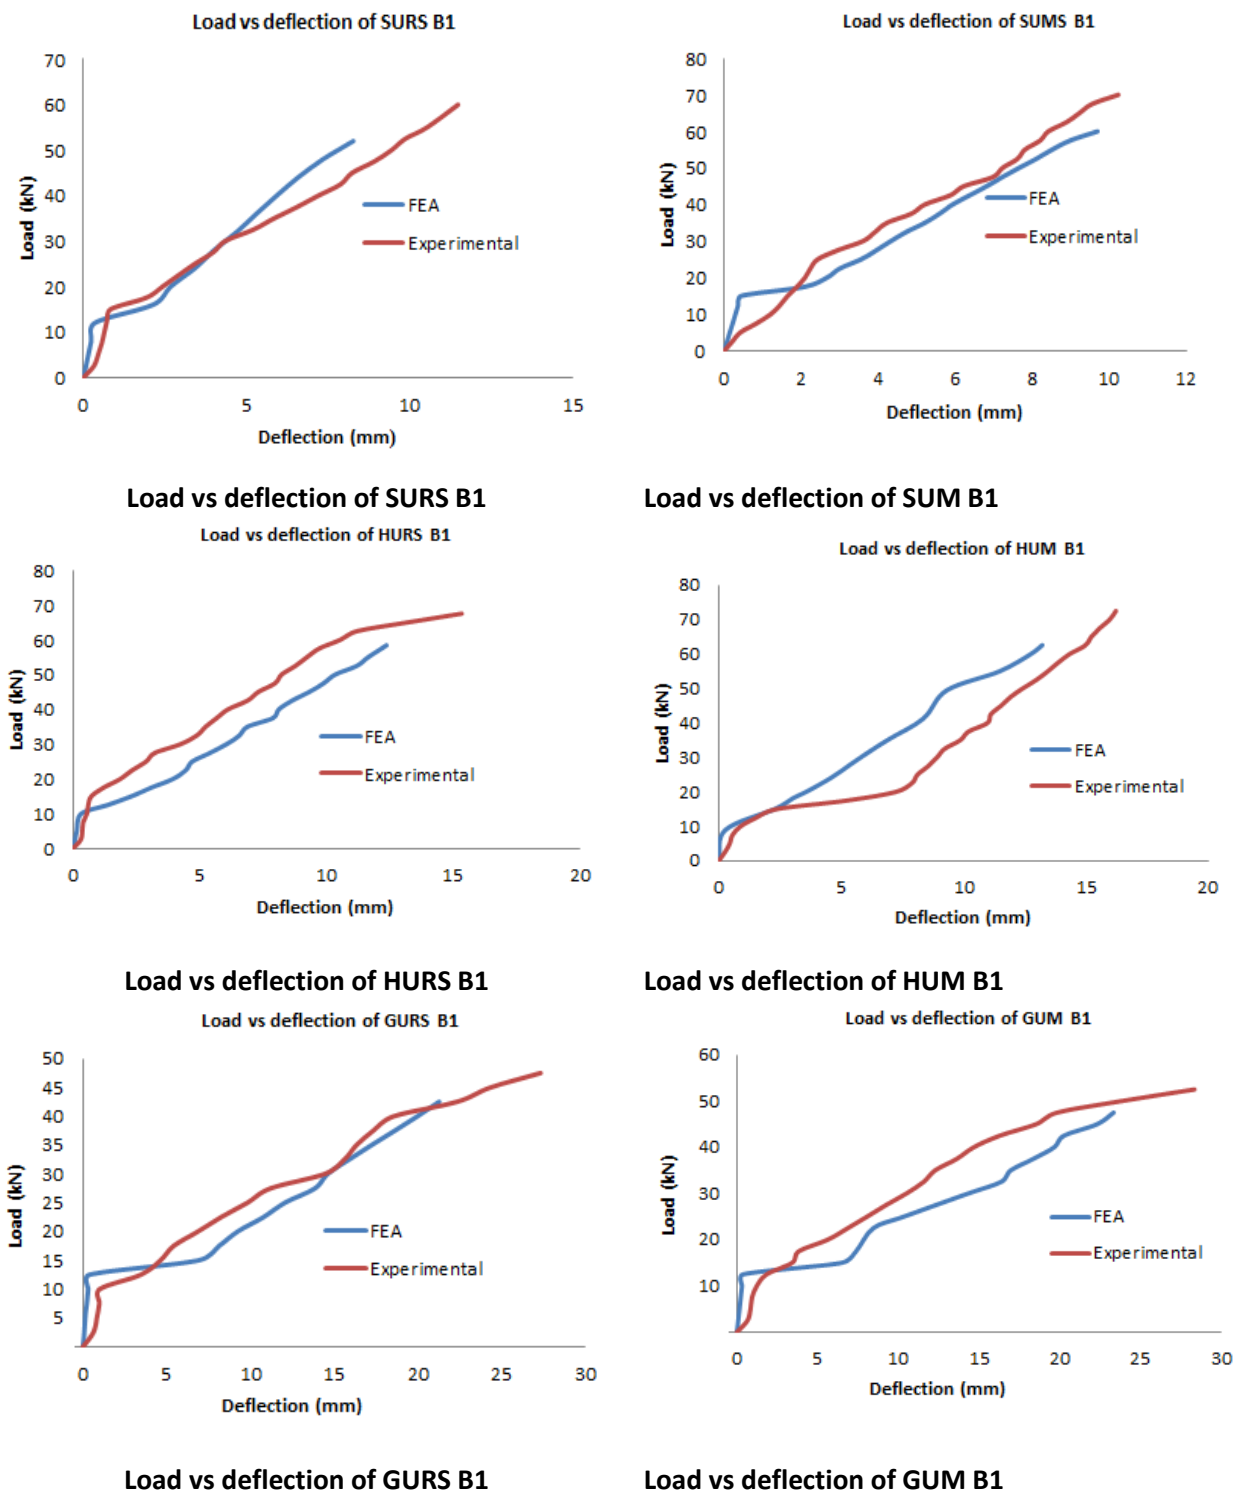 Load vs deflection of SURS B1
70
60
50
40
30
20
10
0
Load (kN)
FEA
Experimental
0 5 10 15
Deflection (mm)
Load vs deflection of SUMS B1
80
70
60
50
40
30
20
10
0
Load (kN)
FEA
Experimental
0 2 4 6 8 10 12
Deflection (mm)
Load vs deflection of SURS B1 Load vs deflection of SUM B1
Load vs deflection of HURS B1
80
70
60
50
40
30
20
10
0
Load (kN)
FEA
Experimental
0 5 10 15 20
Deflection (mm)
Load vs deflection of HUM B1
80
70
60
50
40
30
20
10
0
Load (kN)
FEA
Experimental
0 5 10 15 20
Deflection (mm)
Load vs deflection of HURS B1 Load vs deflection of HUM B1
Load vs deflection of GURS B1
50
45
40
35
30
25
20
15
10
5
Load (kN)
FEA
Experimental
0 5 10 15 20 25 30
Deflection (mm)
Load vs deflection of GUM B1
60
50
40
30
20
10
Load (kN)
FEA
Experimental
0 5 10 15 20 25 30
Deflection (mm)
Load vs deflection of GURS B1 Load vs deflection of GUM B1